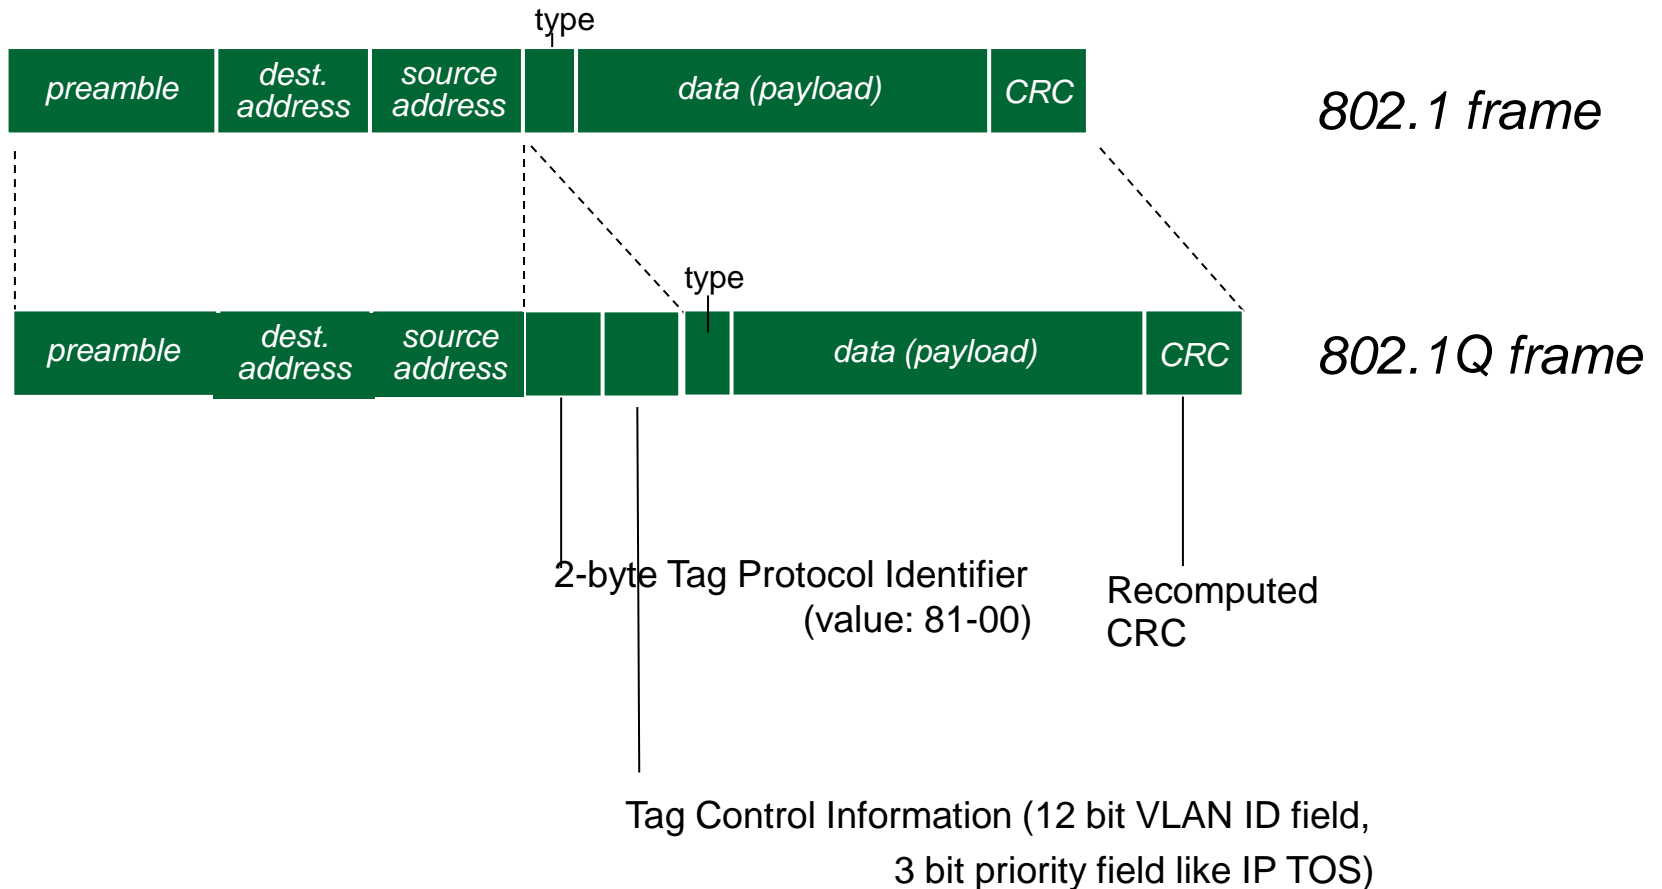 type
preamble
dest.
address
source
address
data (payload)
CRC
802.1 frame
type
preamble
dest.
address
source
address
data (payload)
CRC
802.1Q frame
2-byte Tag Protocol Identifier
(value: 81-00)
Recomputed
CRC
Tag Control Information (12 bit VLAN ID field,
3 bit priority field like IP TOS)